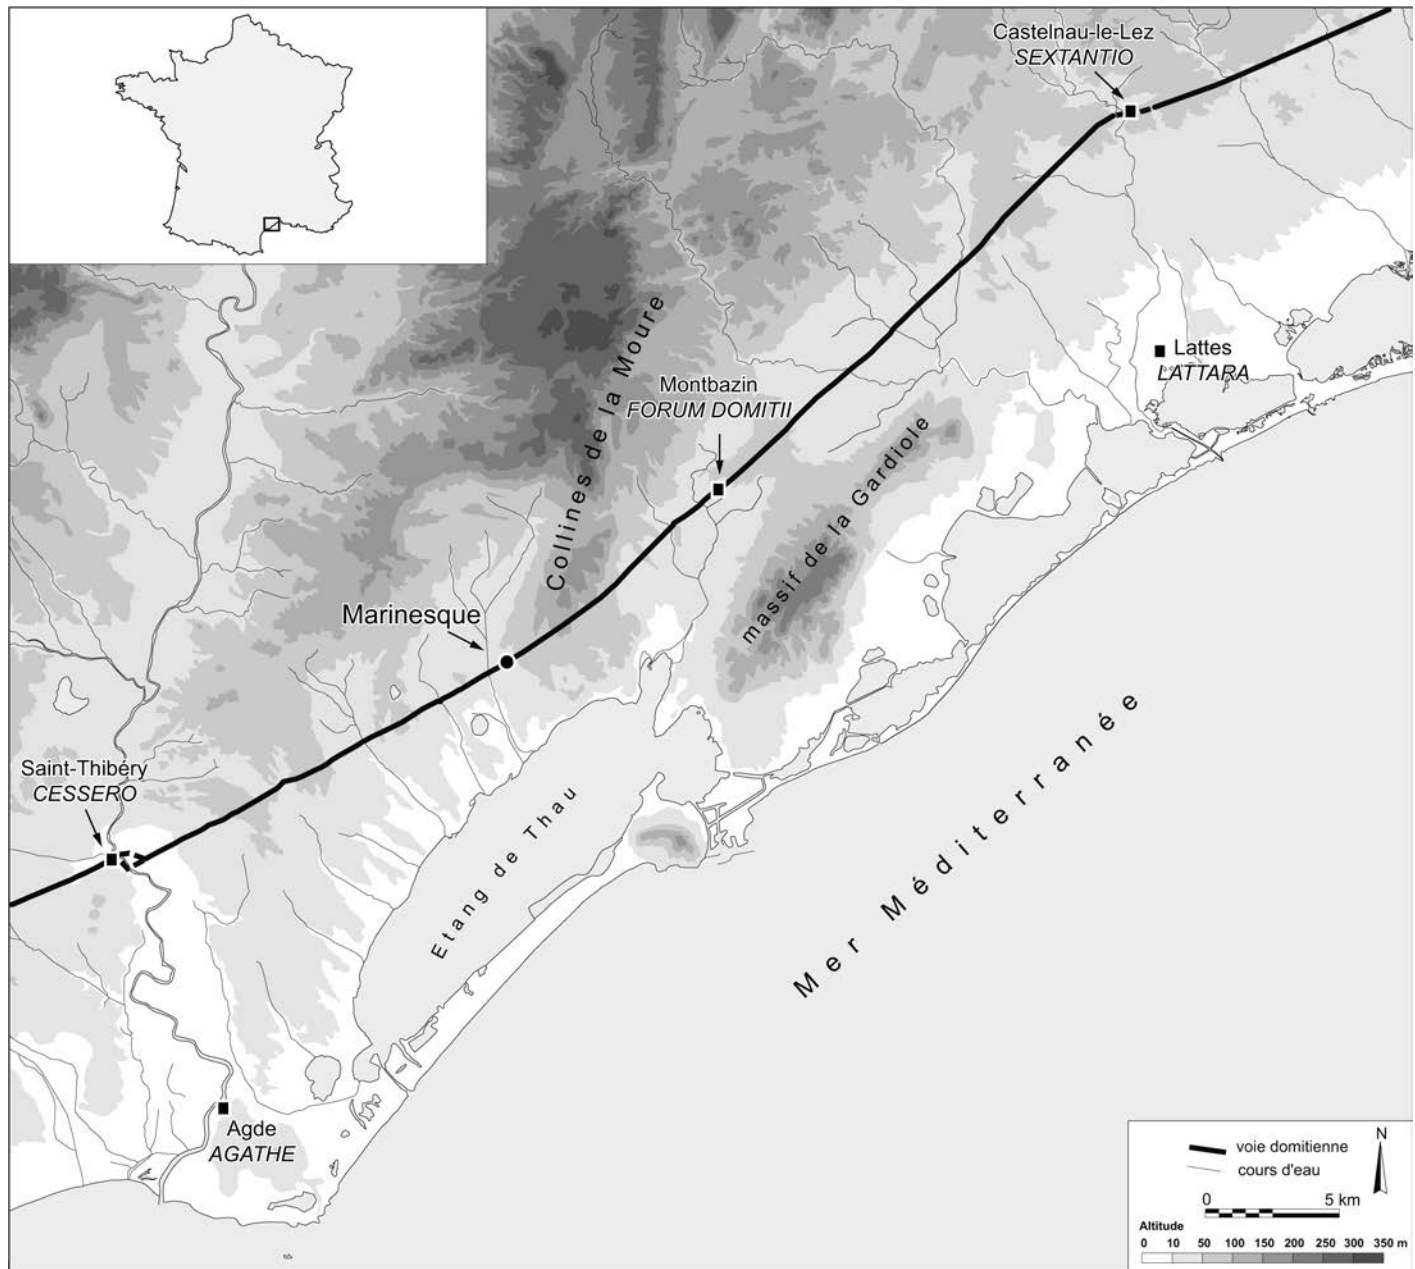 Castelnau-le-Lez
SEXTANTIO
Collines de la Moure
Lattes
LATTARA
Montbazin
FORUM DOMITII
massif de la Gardiole
Marinesque
Mer Méditerranée
Saint-Thibéry
CESSERO
Etang de Thau
Agde
AGATHE
voie domitienne
N
cours d'eau
0 5 km
Altitude
0 10 50 100 150 200 250 300 350 m